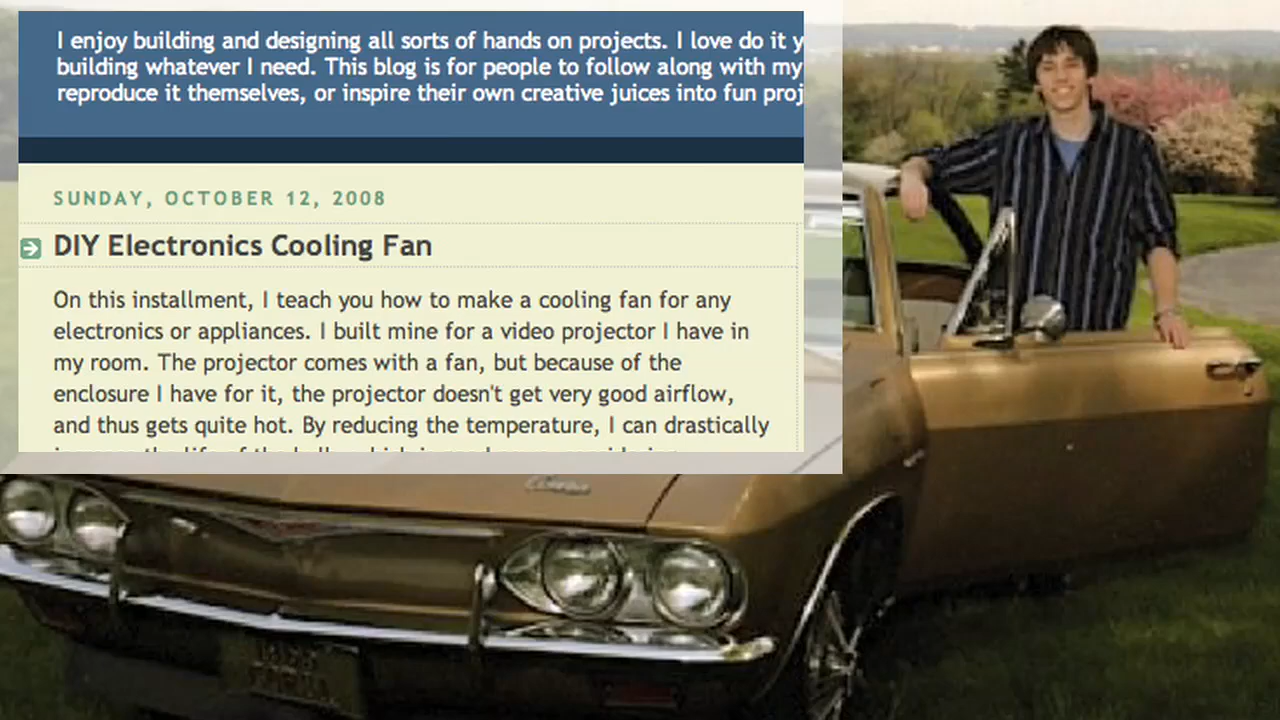 I enjoy building and designing all sorts of hands on projects. I love do it y
building whatever I need. This blog is for people to follow along with my
reproduce it themselves, or inspire their own creative juices into fun proj
SUNDAY, OCTOBER 12, 2008
DIY Electronics Cooling Fan
On this installment, I teach you how to make a cooling fan for any
electronics or appliances. I built mine for a video projector I have in
my room. The projector comes with a fan, but because of the
enclosure I have for it, the projector doesn't get very good airflow,
and thus gets quite hot. By reducing the temperature, I can drastically